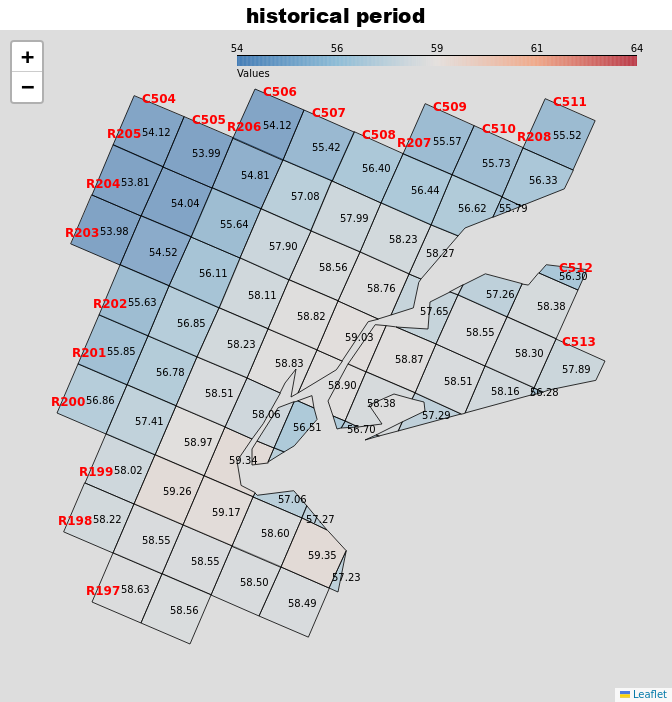 historical period
+
−
54 56 59 61 64
Values
C504 C506 C511
C505 C507 C509
R205 54.12 R206 54.12 C508 C510
R207 55.57 R208 55.52
53.99 55.42 55.73
56.40
R204 53.81 54.81 56.44 56.33
54.04 57.08 56.62 55.79
R203 53.98 55.64 57.99 58.23
54.52 57.90 58.27
56.11 58.56 C512
56.30
R202 55.63 58.11 58.76 57.26
56.85 58.82 57.65 58.38
R201 55.85 58.23 59.03 58.55 C513
56.78 58.83 58.87 58.30
57.89
R200 56.86 58.51 58.90 58.51 58.16 56.28
57.41 58.06 58.38 57.29
58.97 56.51 56.70
R199 58.02 59.34
59.26 57.06
R198 58.22 59.17 57.27
58.55 58.60
58.55 59.35
R197 58.63 58.50 57.23
58.56 58.49
Leaflet